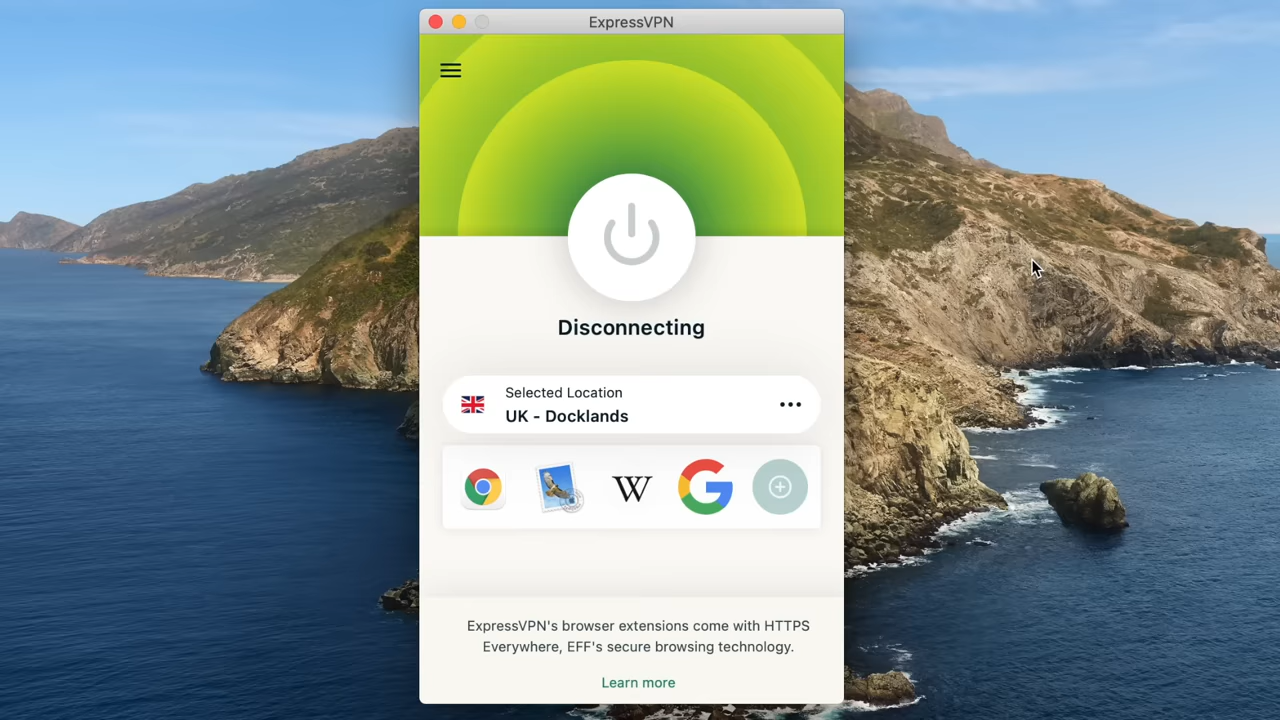 ExpressVPN
Disconnecting
Selected Location
UK - Docklands
W
G
ExpressVPN's browser extensions come with HTTPS
Everywhere, EFF's secure browsing technology.
Learn more